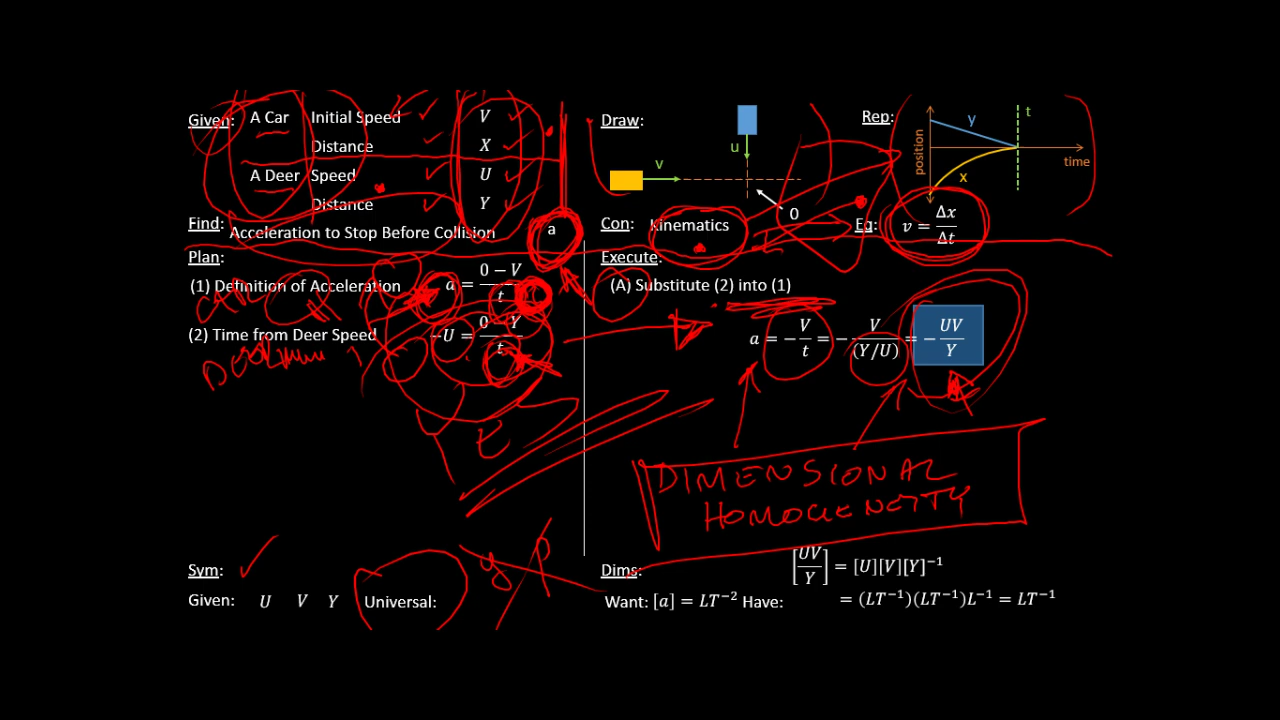 Given: A Car Initial Speed V
Distance X
A Deer Speed U
Distance Y
Find: Acceleration to Stop Before Collision a
Draw:
v
u
0
Rep:
position
y
x
t
time
Con: Kinematics
Eq: v = Δx/Δt
Plan:
(1) Definition of Acceleration a = (0 − V)/t
CAR
(2) Time from Deer Speed −U = (0 − Y)/t
t
Execute:
(A) Substitute (2) into (1)
a = −V/t = −V/(Y/U) = −UV/Y
DIMENSIONAL
HOMOGENEITY
Sym:
Given: U V Y Universal:
Dims:
[UV/Y] = [U][V][Y]⁻¹
Want: [a] = LT⁻² Have: = (LT⁻¹)(LT⁻¹)L⁻¹ = LT⁻¹